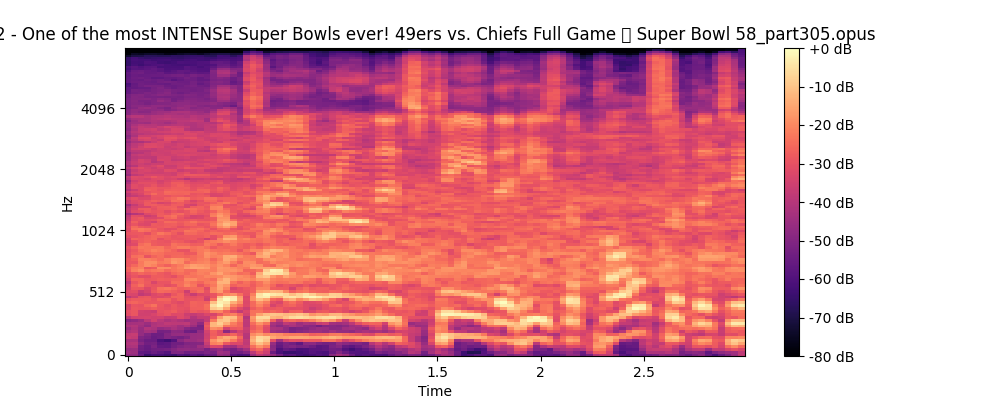 2 - One of the most INTENSE Super Bowls ever! 49ers vs. Chiefs Full Game  Super Bowl 58_part305.opus
+0 dB
4096
-10 dB
-20 dB
2048
-30 dB
Hz
1024
-40 dB
-50 dB
512
-60 dB
-70 dB
0
-80 dB
0
0.5
1
1.5
2
2.5
Time